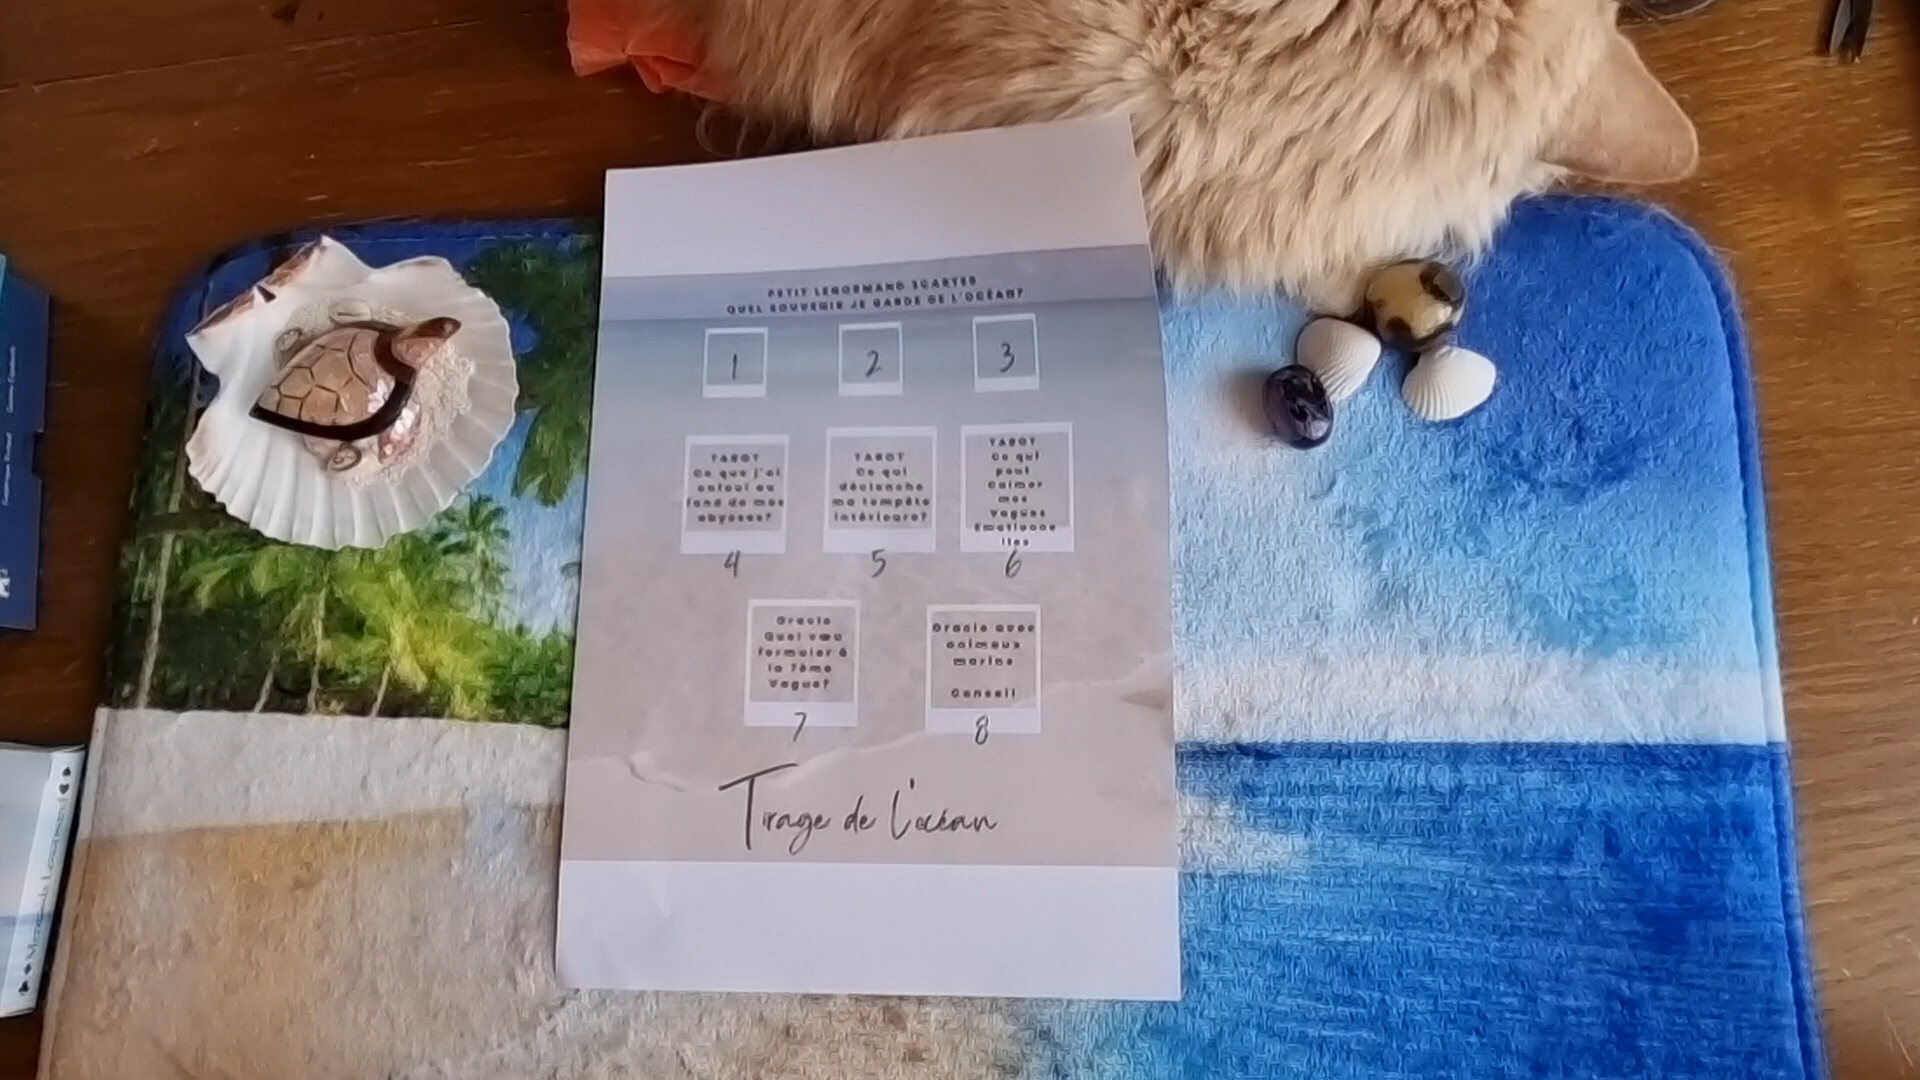 PETIT LENORMAND 3CARTES
QUEL SOUVENIR JE GARDE DE L'OCÉAN?
1
2
3
TAROT
Ce que j'ai
enfoui au
fond de mes
abysses?
4
TAROT
Ce qui
déclenche
ma tempête
intérieure?
5
TAROT
Ce qui
peut
Calmer
mes
Vagues
Émotionne
lles
6
Oracle
Quel vœu
formuler à
la 7ème
Vague?
7
Oracle avec
animaux
marins
Conseil
8
Tirage de l'océan